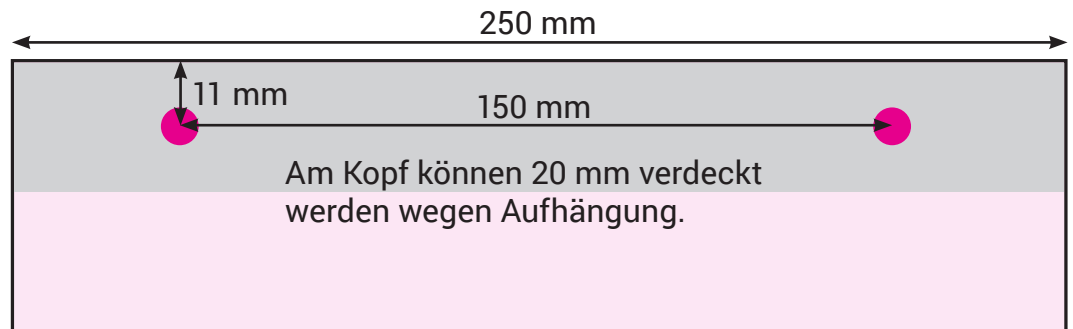 250 mm
11 mm
150 mm
Am Kopf können 20 mm verdeckt
werden wegen Aufhängung.